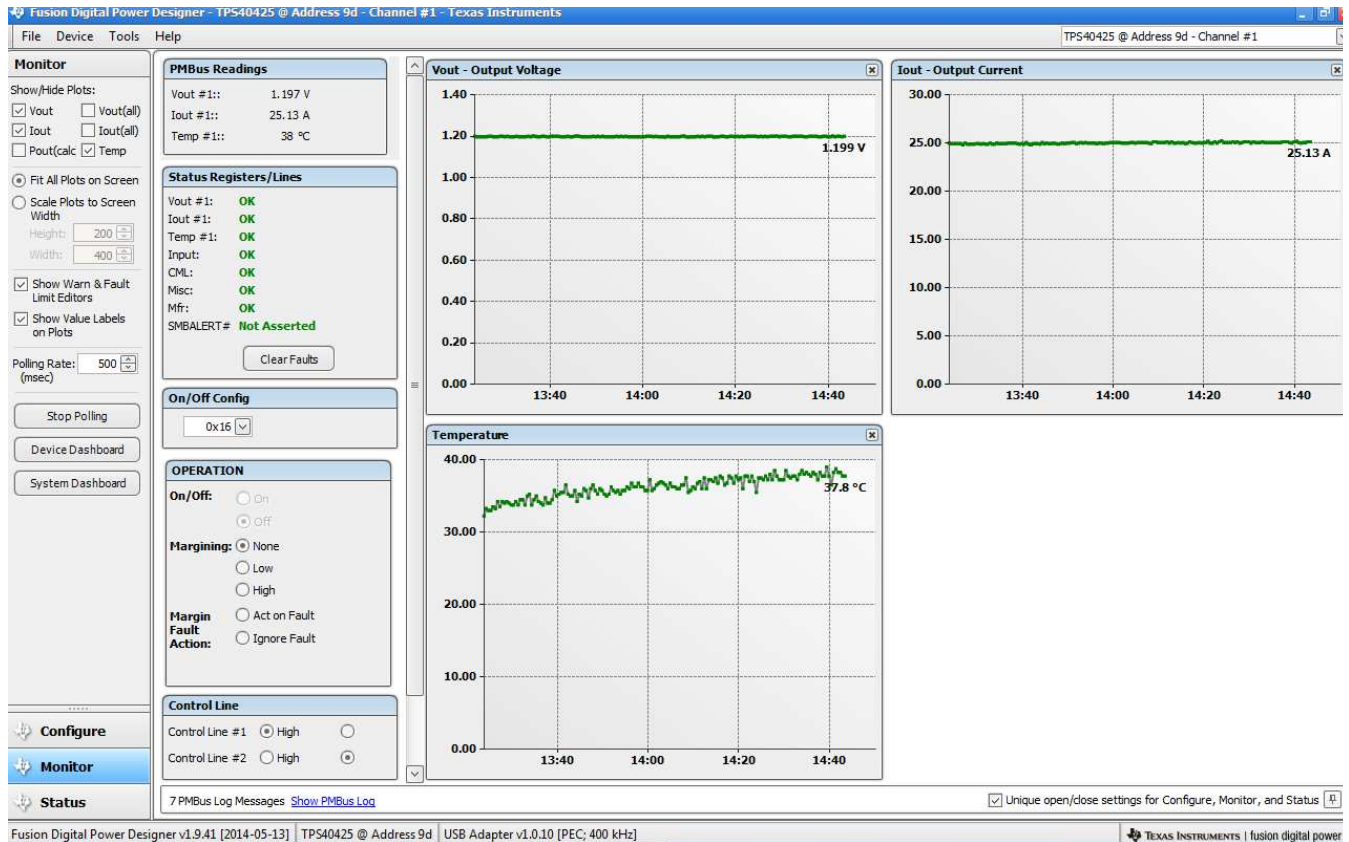 Fusion Digital Power Designer - TPS40425 @ Address 9d - Channel #1 - Texas Instruments
File Device Tools Help
TPS40425 @ Address 9d - Channel #1
Monitor
Show/Hide Plots:
Vout Vout(all)
Iout Iout(all)
Pout(calc Temp
Fit All Plots on Screen
Scale Plots to Screen
Width
Height: 200
Width: 400
Show Warn & Fault
Limit Editors
Show Value Labels
on Plots
Polling Rate: 500
(msec)
Stop Polling
Device Dashboard
System Dashboard
Configure
Monitor
Status
PMBus Readings
Vout #1:: 1.197 V
Iout #1:: 25.13 A
Temp #1:: 38 °C
Status Registers/Lines
Vout #1: OK
Iout #1: OK
Temp #1: OK
Input: OK
CML: OK
Misc: OK
Mfr: OK
SMBALERT# Not Asserted
Clear Faults
On/Off Config
0x16
OPERATION
On/Off: On
Off
Margining: None
Low
High
Margin
Fault
Action:
Act on Fault
Ignore Fault
Control Line
Control Line #1 High
Control Line #2 High
Vout - Output Voltage
1.40
1.20
1.00
0.80
0.60
0.40
0.20
0.00
1.199 V
13:40 14:00 14:20 14:40
Iout - Output Current
30.00
25.00
20.00
15.00
10.00
5.00
0.00
25.13 A
13:40 14:00 14:20 14:40
Temperature
40.00
30.00
20.00
10.00
0.00
37.8 °C
13:40 14:00 14:20 14:40
7 PMBus Log Messages Show PMBus Log
Unique open/close settings for Configure, Monitor, and Status
Fusion Digital Power Designer v1.9.41 [2014-05-13] TPS40425 @ Address 9d USB Adapter v1.0.10 [PEC; 400 kHz]
TEXAS INSTRUMENTS | fusion digital power